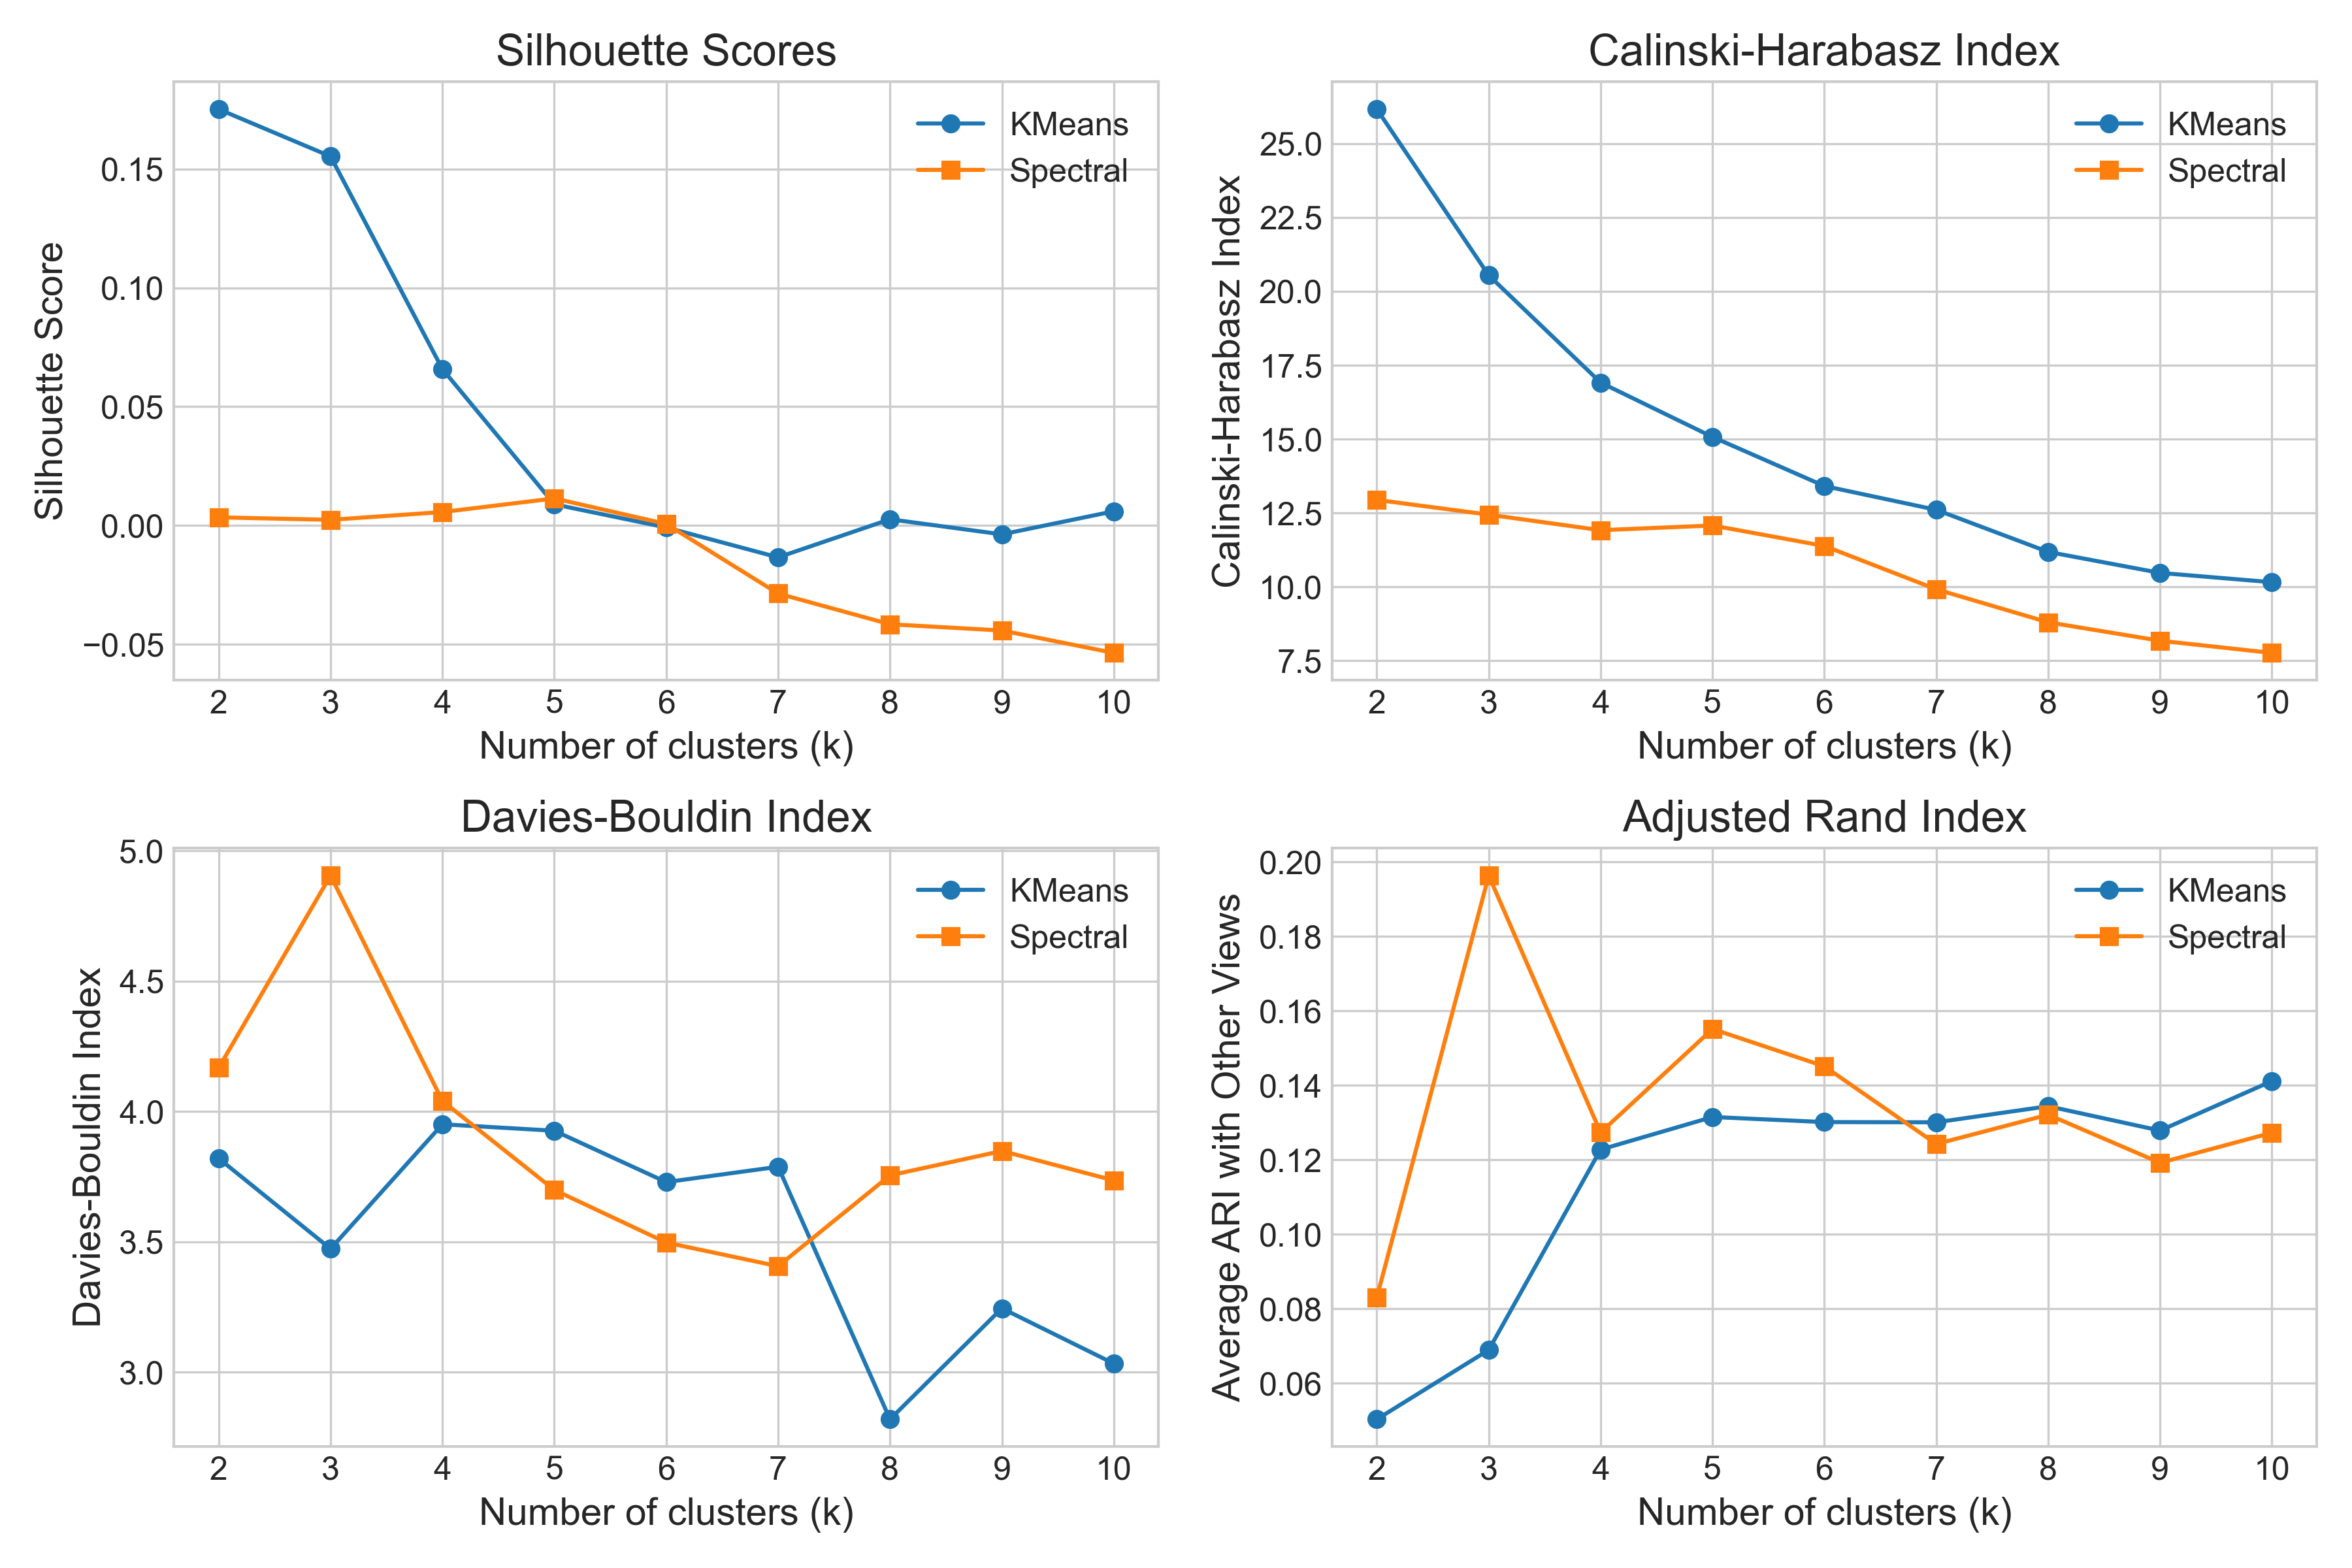 Silhouette Scores
Silhouette Score
0.15
0.10
0.05
0.00
−0.05
KMeans
Spectral
2 3 4 5 6 7 8 9 10
Number of clusters (k)
Calinski-Harabasz Index
Calinski-Harabasz Index
25.0
22.5
20.0
17.5
15.0
12.5
10.0
7.5
KMeans
Spectral
2 3 4 5 6 7 8 9 10
Number of clusters (k)
Davies-Bouldin Index
Davies-Bouldin Index
5.0
4.5
4.0
3.5
3.0
KMeans
Spectral
2 3 4 5 6 7 8 9 10
Number of clusters (k)
Adjusted Rand Index
Average ARI with Other Views
0.20
0.18
0.16
0.14
0.12
0.10
0.08
0.06
KMeans
Spectral
2 3 4 5 6 7 8 9 10
Number of clusters (k)